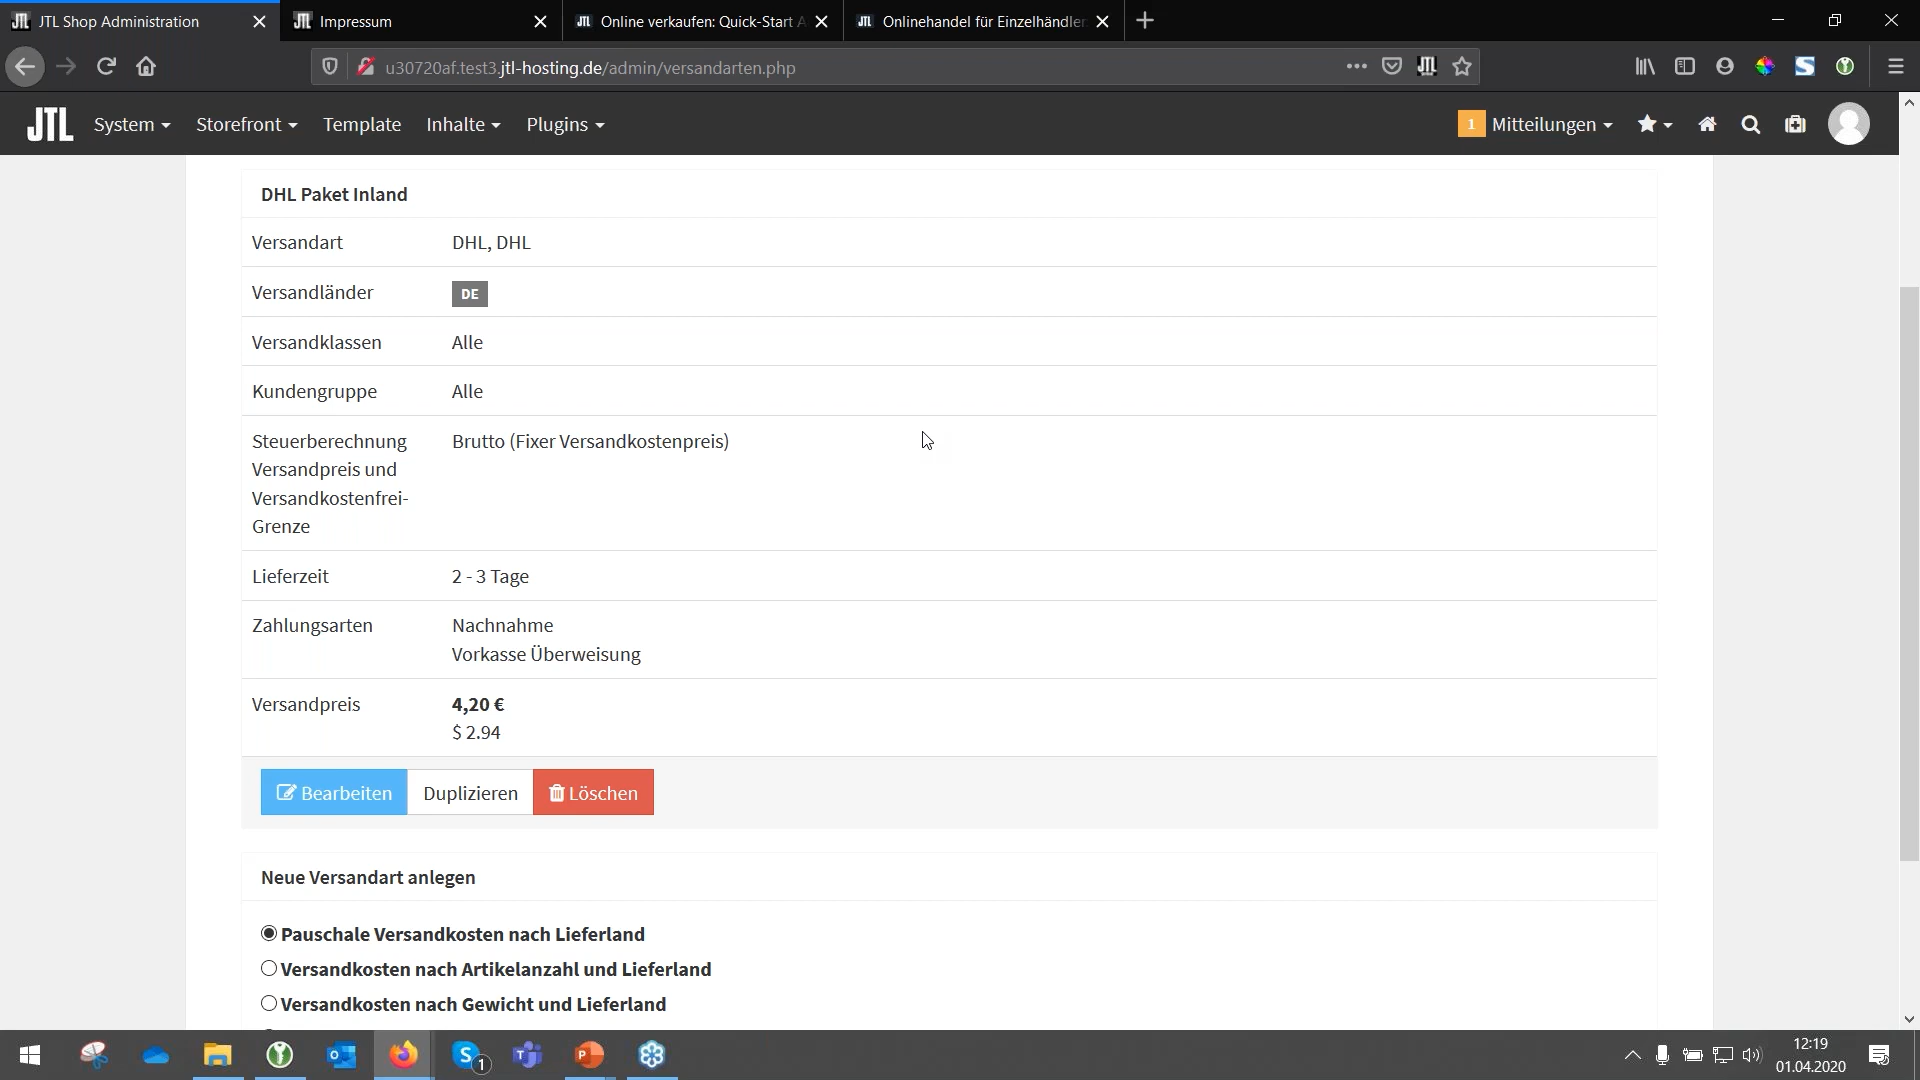 JTL Shop Administration
Impressum
Online verkaufen: Quick-Start A
Onlinehandel für Einzelhändler
u30720af.test3.jtl-hosting.de/admin/versandarten.php
JTL
System
Storefront
Template
Inhalte
Plugins
1
Mitteilungen
DHL Paket Inland
Versandart
DHL, DHL
Versandländer
DE
Versandklassen
Alle
Kundengruppe
Alle
Steuerberechnung
Versandpreis und
Versandkostenfrei-
Grenze
Brutto (Fixer Versandkostenpreis)
Lieferzeit
2 - 3 Tage
Zahlungsarten
Nachnahme
Vorkasse Überweisung
Versandpreis
4,20 €
$ 2.94
Bearbeiten
Duplizieren
Löschen
Neue Versandart anlegen
Pauschale Versandkosten nach Lieferland
Versandkosten nach Artikelanzahl und Lieferland
Versandkosten nach Gewicht und Lieferland
1
12:19
01.04.2020